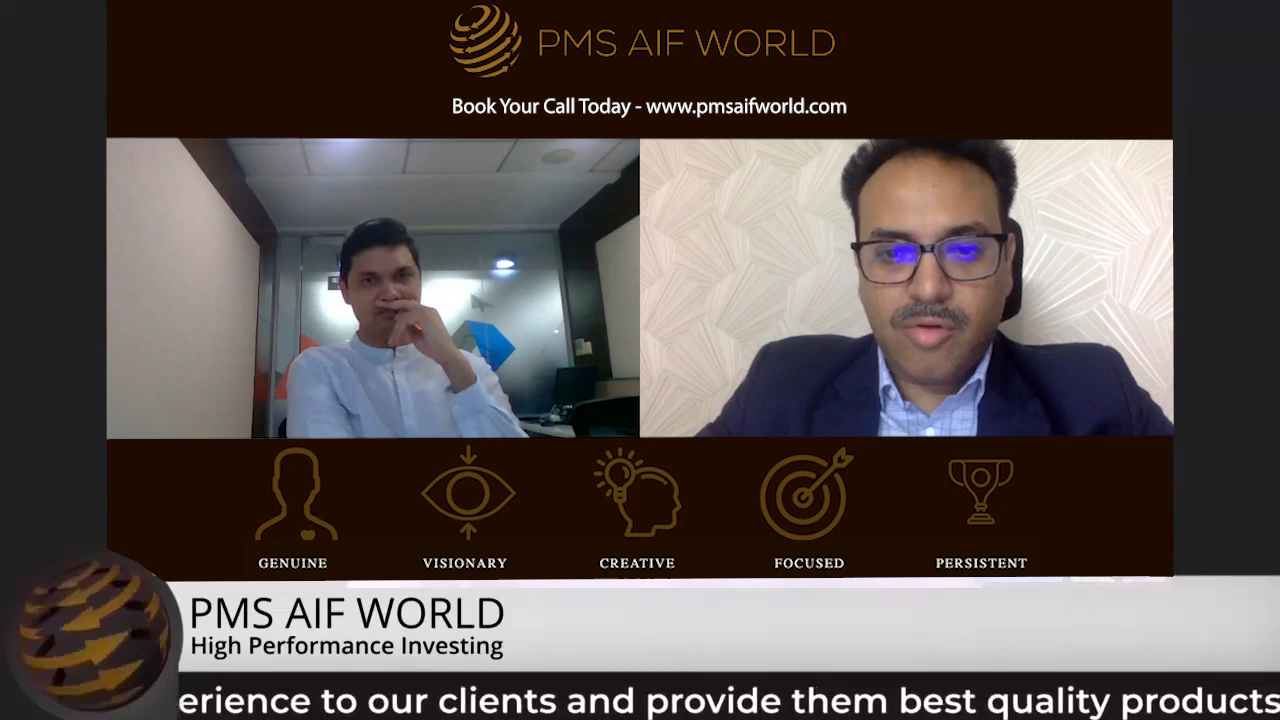 PMS AIF WORLD
Book Your Call Today - www.pmsaifworld.com
GENUINE
VISIONARY
CREATIVE
FOCUSED
PERSISTENT
PMS AIF WORLD
High Performance Investing
erience to our clients and provide them best quality products